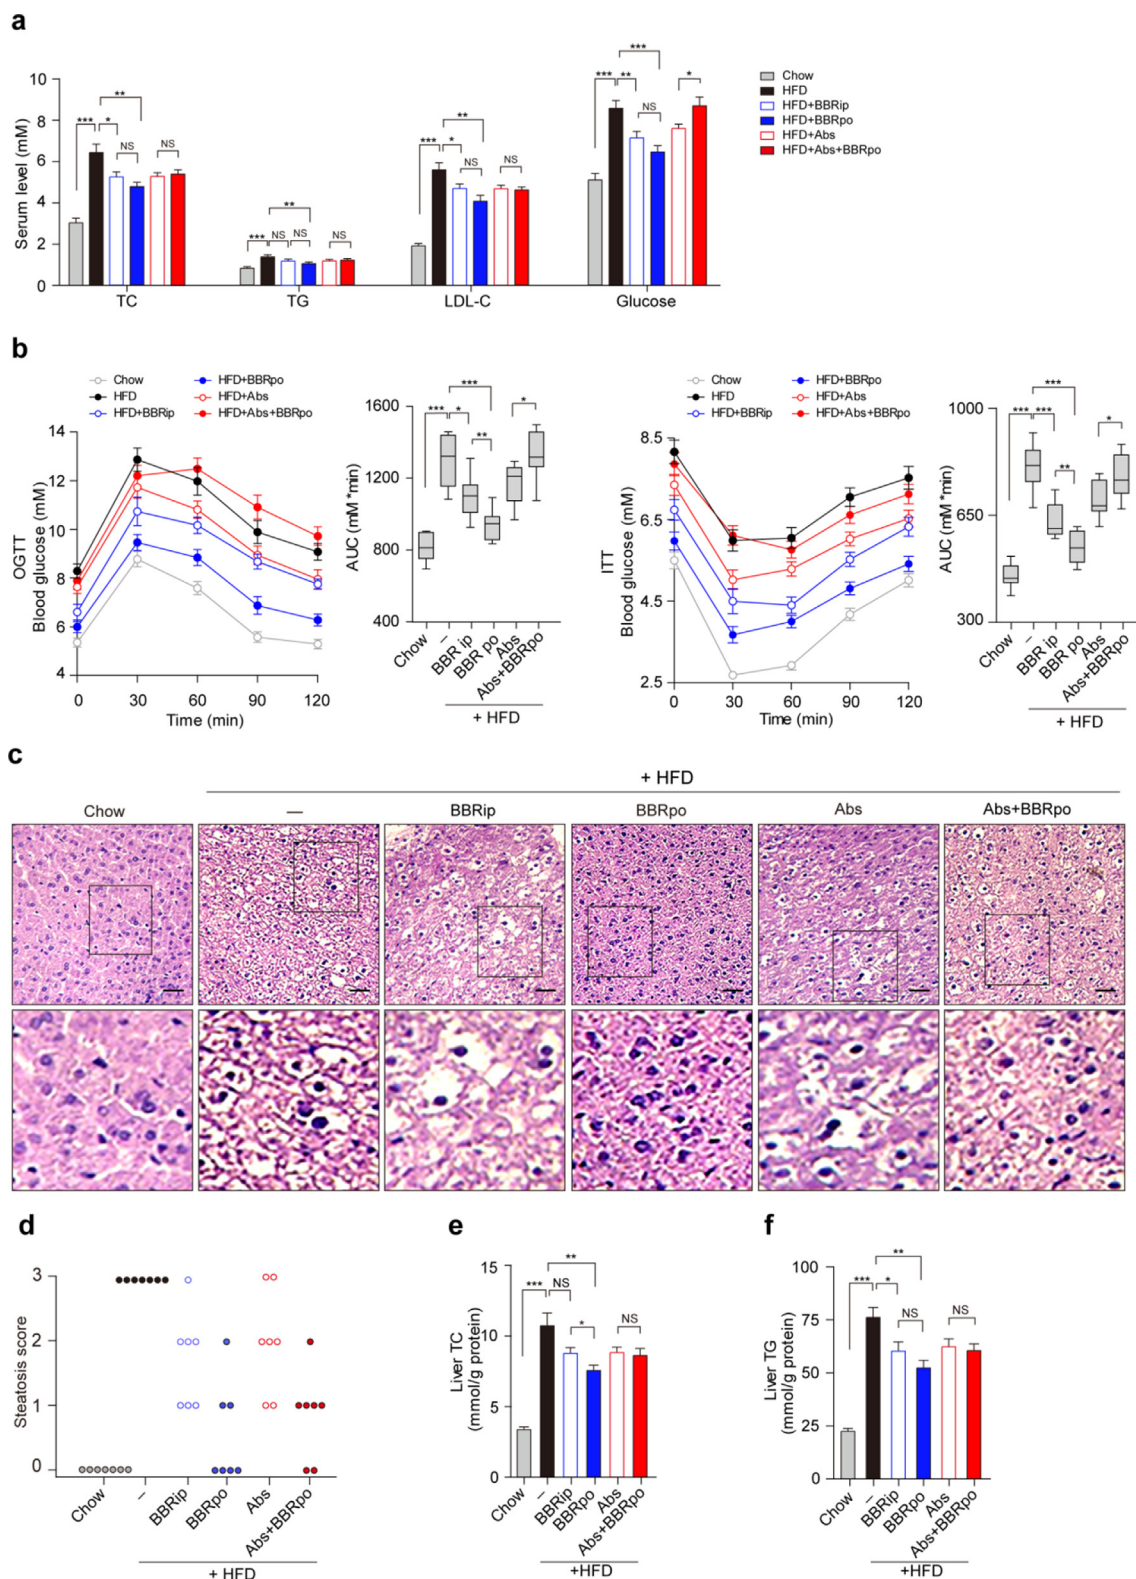 a
*** ** * NS NS
*** ** NS NS NS
*** ** * NS NS
*** *** ** NS *
Serum level (mM)
10
8
6
4
2
0
TC TG LDL-C Glucose
Chow
HFD
HFD+BBRip
HFD+BBRpo
HFD+Abs
HFD+Abs+BBRpo
b
Chow
HFD
HFD+BBRip
HFD+BBRpo
HFD+Abs
HFD+Abs+BBRpo
OGTT
Blood glucose (mM)
14
12
10
8
6
4
0 30 60 90 120
Time (min)
AUC (mM *min)
1600
1200
800
400
*** *** * ** *
Chow – BBR ip BBR po Abs Abs+BBRpo
+ HFD
Chow
HFD
HFD+BBRip
HFD+BBRpo
HFD+Abs
HFD+Abs+BBRpo
ITT
Blood glucose (mM)
8.5
6.5
4.5
2.5
0 30 60 90 120
Time (min)
AUC (mM *min)
1000
650
300
*** *** *** ** *
Chow – BBR ip BBR po Abs Abs+BBRpo
+ HFD
c
+ HFD
Chow — BBRip BBRpo Abs Abs+BBRpo
d
Steatosis score
3
2
1
0
Chow – BBRip BBRpo Abs Abs+BBRpo
+ HFD
e
Liver TC
(mmol/g protein)
15
10
5
0
** *** NS * NS
Chow – BBRip BBRpo Abs Abs+BBRpo
+HFD
f
Liver TG
(mmol/g protein)
100
75
50
25
0
** *** * NS NS
Chow – BBRip BBRpo Abs Abs+BBRpo
+HFD